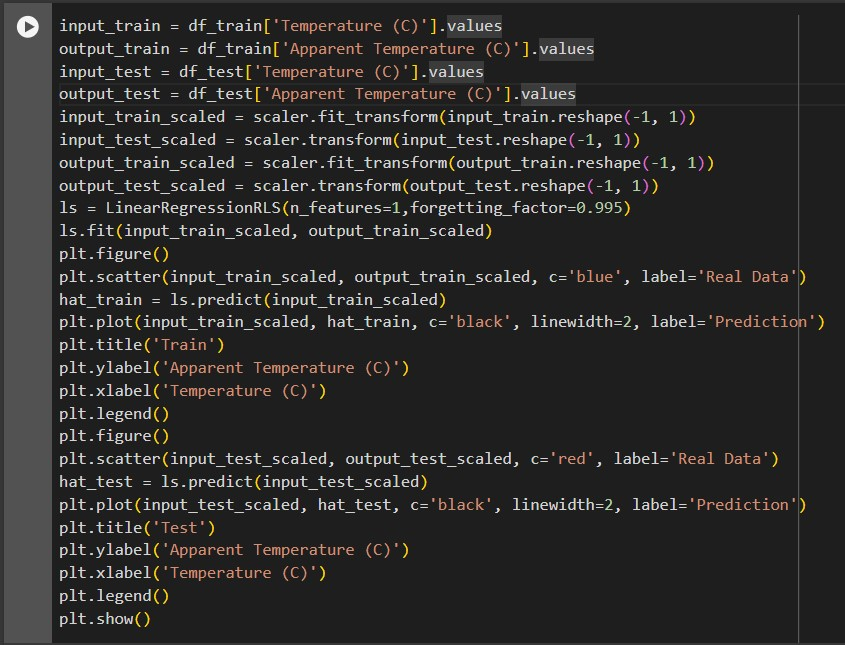 input_train = df_train['Temperature (C)'].values
output_train = df_train['Apparent Temperature (C)'].values
input_test = df_test['Temperature (C)'].values
output_test = df_test['Apparent Temperature (C)'].values
input_train_scaled = scaler.fit_transform(input_train.reshape(-1, 1))
input_test_scaled = scaler.transform(input_test.reshape(-1, 1))
output_train_scaled = scaler.fit_transform(output_train.reshape(-1, 1))
output_test_scaled = scaler.transform(output_test.reshape(-1, 1))
ls = LinearRegressionRLS(n_features=1,forgetting_factor=0.995)
ls.fit(input_train_scaled, output_train_scaled)
plt.figure()
plt.scatter(input_train_scaled, output_train_scaled, c='blue', label='Real Data')
hat_train = ls.predict(input_train_scaled)
plt.plot(input_train_scaled, hat_train, c='black', linewidth=2, label='Prediction')
plt.title('Train')
plt.ylabel('Apparent Temperature (C)')
plt.xlabel('Temperature (C)')
plt.legend()
plt.figure()
plt.scatter(input_test_scaled, output_test_scaled, c='red', label='Real Data')
hat_test = ls.predict(input_test_scaled)
plt.plot(input_test_scaled, hat_test, c='black', linewidth=2, label='Prediction')
plt.title('Test')
plt.ylabel('Apparent Temperature (C)')
plt.xlabel('Temperature (C)')
plt.legend()
plt.show()